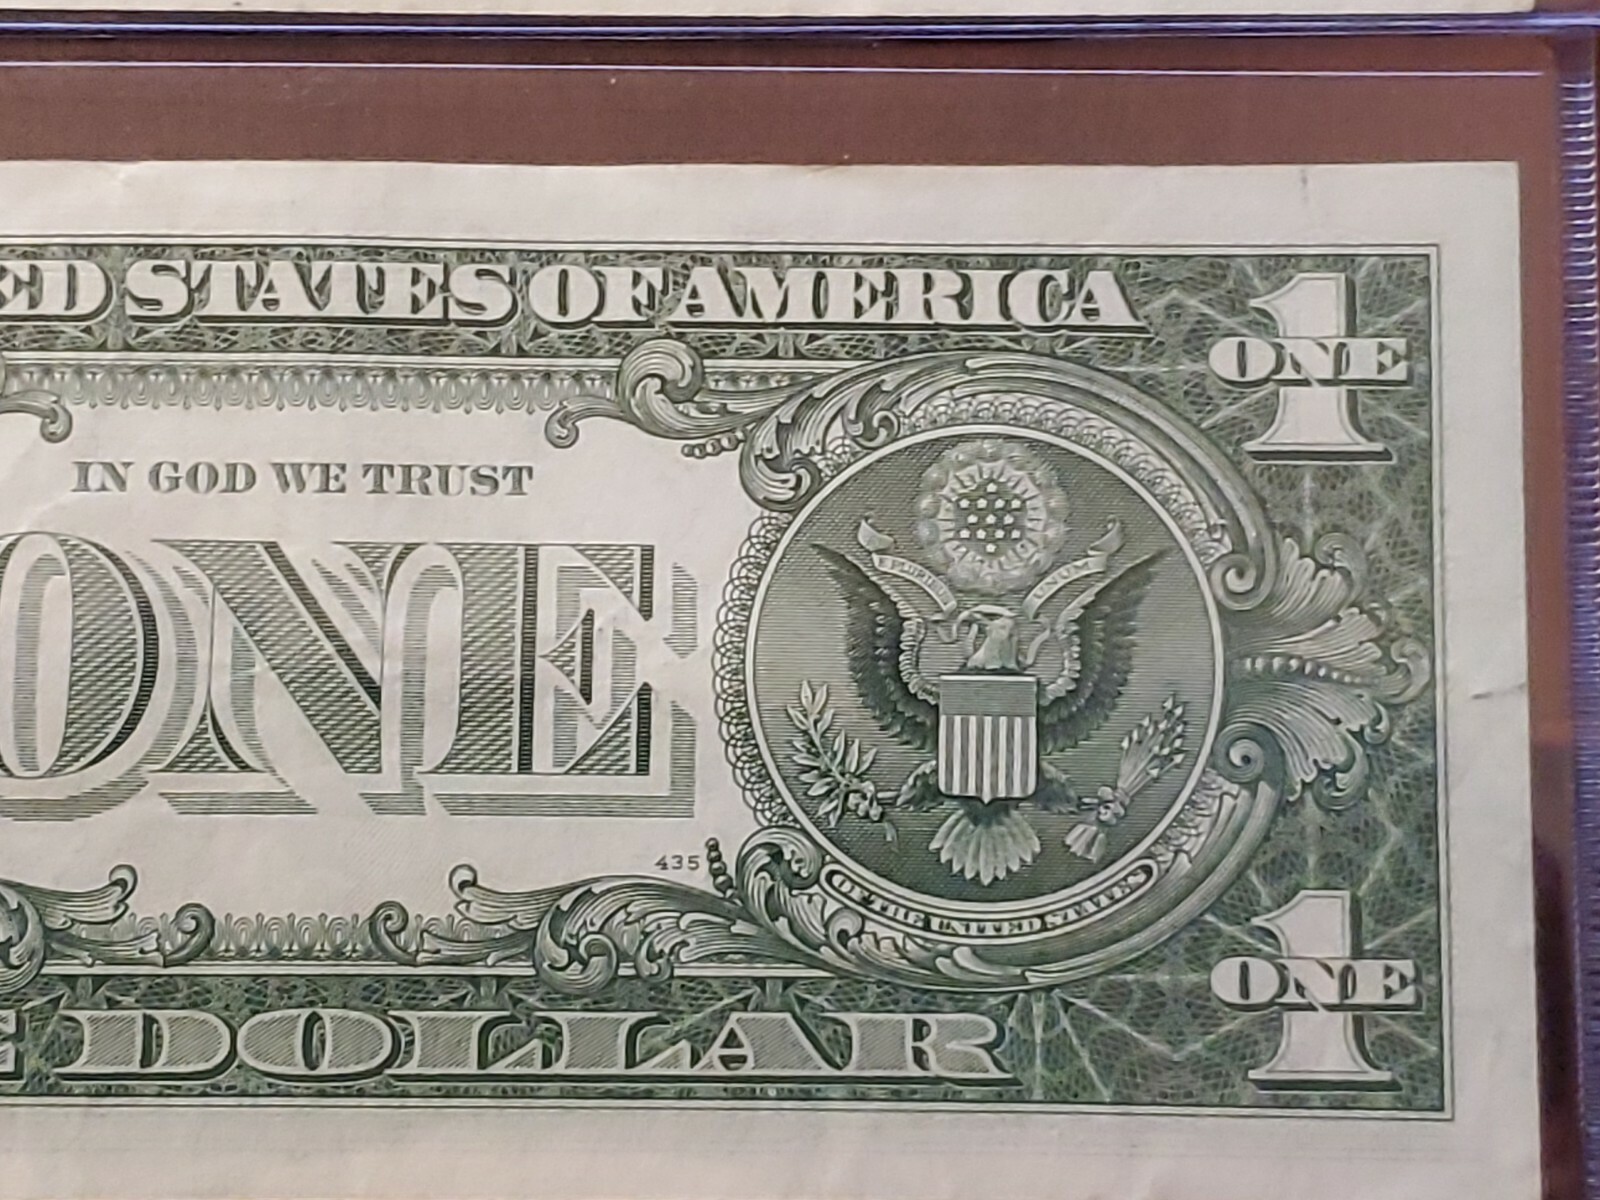 ED STATES OF AMERICA
1
ONE
IN GOD WE TRUST
E PLURIBUS UNUM
ONE
435
OF THE UNITED STATES
1
ONE
E DOLLAR